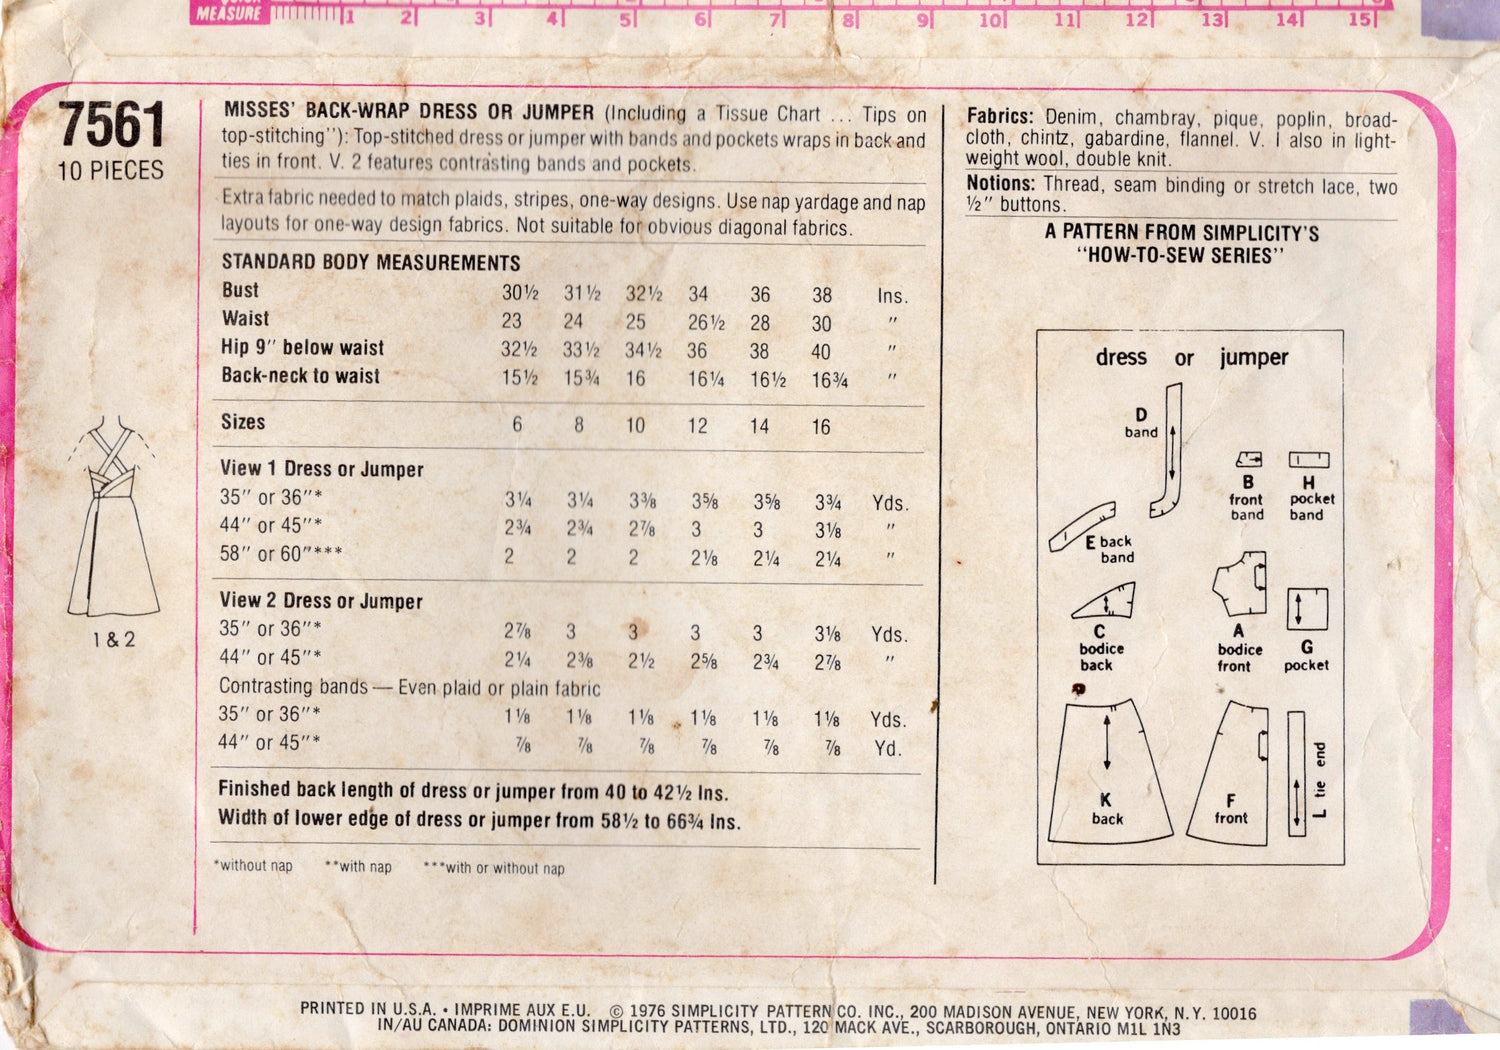 MEASURE 1 2 3 4 5 6 7 8 9 10 11 12 13 14 15
7561
10 PIECES
1 & 2
MISSES' BACK-WRAP DRESS OR JUMPER (Including a Tissue Chart ... Tips on
top-stitching"): Top-stitched dress or jumper with bands and pockets wraps in back and
ties in front. V. 2 features contrasting bands and pockets.
Extra fabric needed to match plaids, stripes, one-way designs. Use nap yardage and nap
layouts for one-way design fabrics. Not suitable for obvious diagonal fabrics.
STANDARD BODY MEASUREMENTS
Bust 30½ 31½ 32½ 34 36 38 Ins.
Waist 23 24 25 26½ 28 30 "
Hip 9" below waist 32½ 33½ 34½ 36 38 40 "
Back-neck to waist 15½ 15¾ 16 16¼ 16½ 16¾ "
Sizes 6 8 10 12 14 16
View 1 Dress or Jumper
35" or 36"* 3¼ 3¼ 3⅜ 3⅝ 3⅝ 3¾ Yds.
44" or 45"* 2¾ 2¾ 2⅞ 3 3 3⅛ "
58" or 60"*** 2 2 2 2⅛ 2¼ 2¼ "
View 2 Dress or Jumper
35" or 36"* 2⅞ 3 3 3 3 3⅛ Yds.
44" or 45"* 2¼ 2⅜ 2½ 2⅝ 2¾ 2⅞ "
Contrasting bands — Even plaid or plain fabric
35" or 36"* 1⅛ 1⅛ 1⅛ 1⅛ 1⅛ 1⅛ Yds.
44" or 45"* ⅞ ⅞ ⅞ ⅞ ⅞ ⅞ Yd.
Finished back length of dress or jumper from 40 to 42½ Ins.
Width of lower edge of dress or jumper from 58½ to 66¾ Ins.
*without nap **with nap ***with or without nap
Fabrics: Denim, chambray, pique, poplin, broad-
cloth, chintz, gabardine, flannel. V. I also in light-
weight wool, double knit.
Notions: Thread, seam binding or stretch lace, two
½" buttons.
A PATTERN FROM SIMPLICITY'S
"HOW-TO-SEW SERIES"
dress or jumper
D
band
B
front
band
H
pocket
band
E back
band
C
bodice
back
A
bodice
front
G
pocket
K
back
F
front
L tie end
PRINTED IN U.S.A. • IMPRIME AUX E.U. © 1976 SIMPLICITY PATTERN CO. INC., 200 MADISON AVENUE, NEW YORK, N.Y. 10016
IN/AU CANADA: DOMINION SIMPLICITY PATTERNS, LTD., 120 MACK AVE., SCARBOROUGH, ONTARIO M1L 1N3